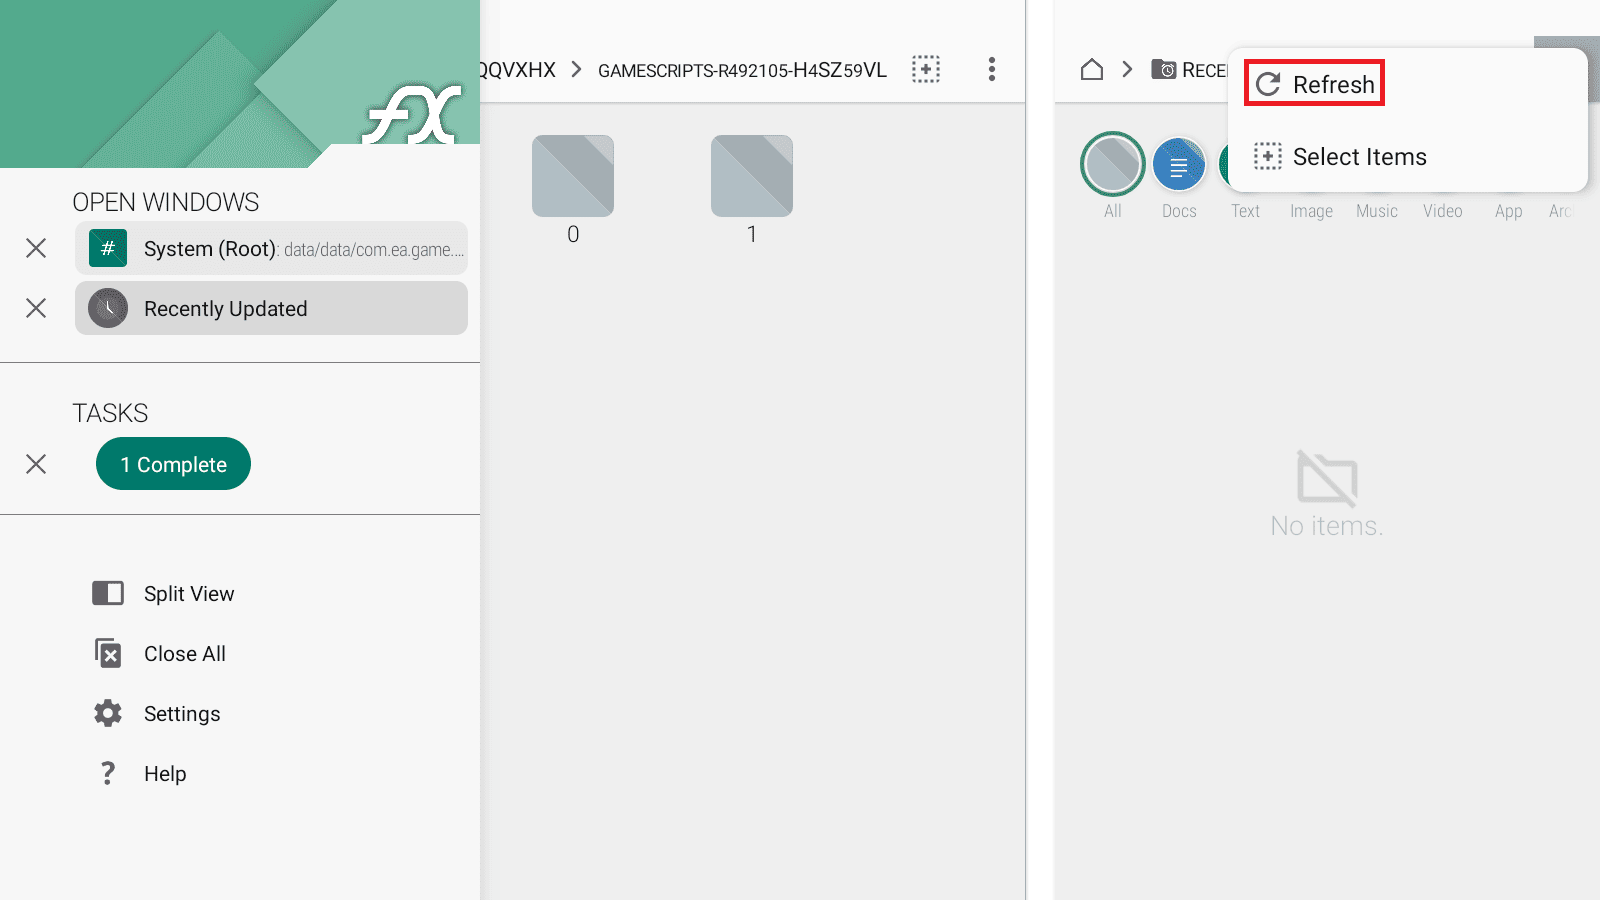 fX
OPEN WINDOWS
# System (Root): data/data/com.ea.game....
Recently Updated
TASKS
1 Complete
Split View
Close All
Settings
? Help
QQVXHX > GAMESCRIPTS-R492105-H4SZ59VL
0 1
> RECE
Refresh
Select Items
All Docs Text Image Music Video App Arc
No items.